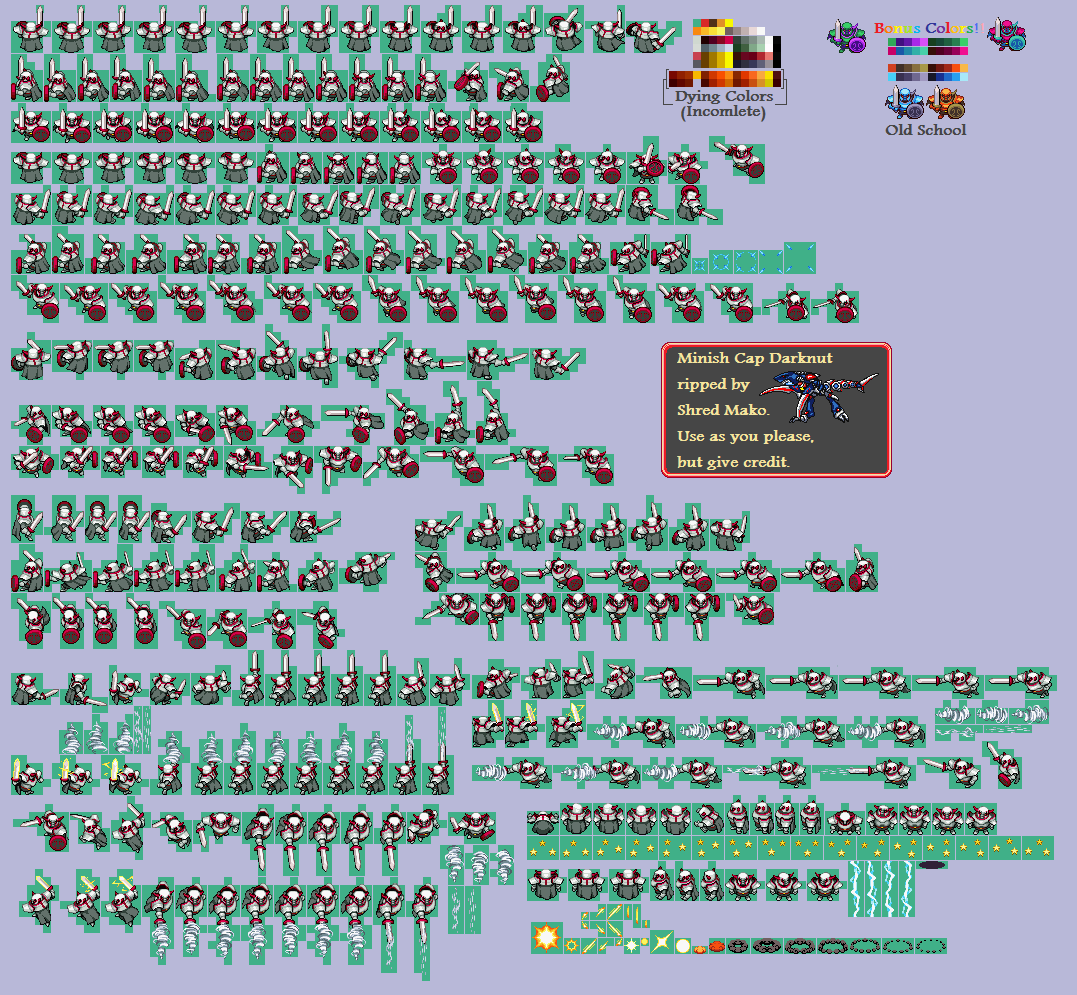 Bonus Colors!!
Dying Colors
(Incomlete)
Old School
Minish Cap Darknut
ripped by
Shred Mako.
Use as you please,
but give credit.